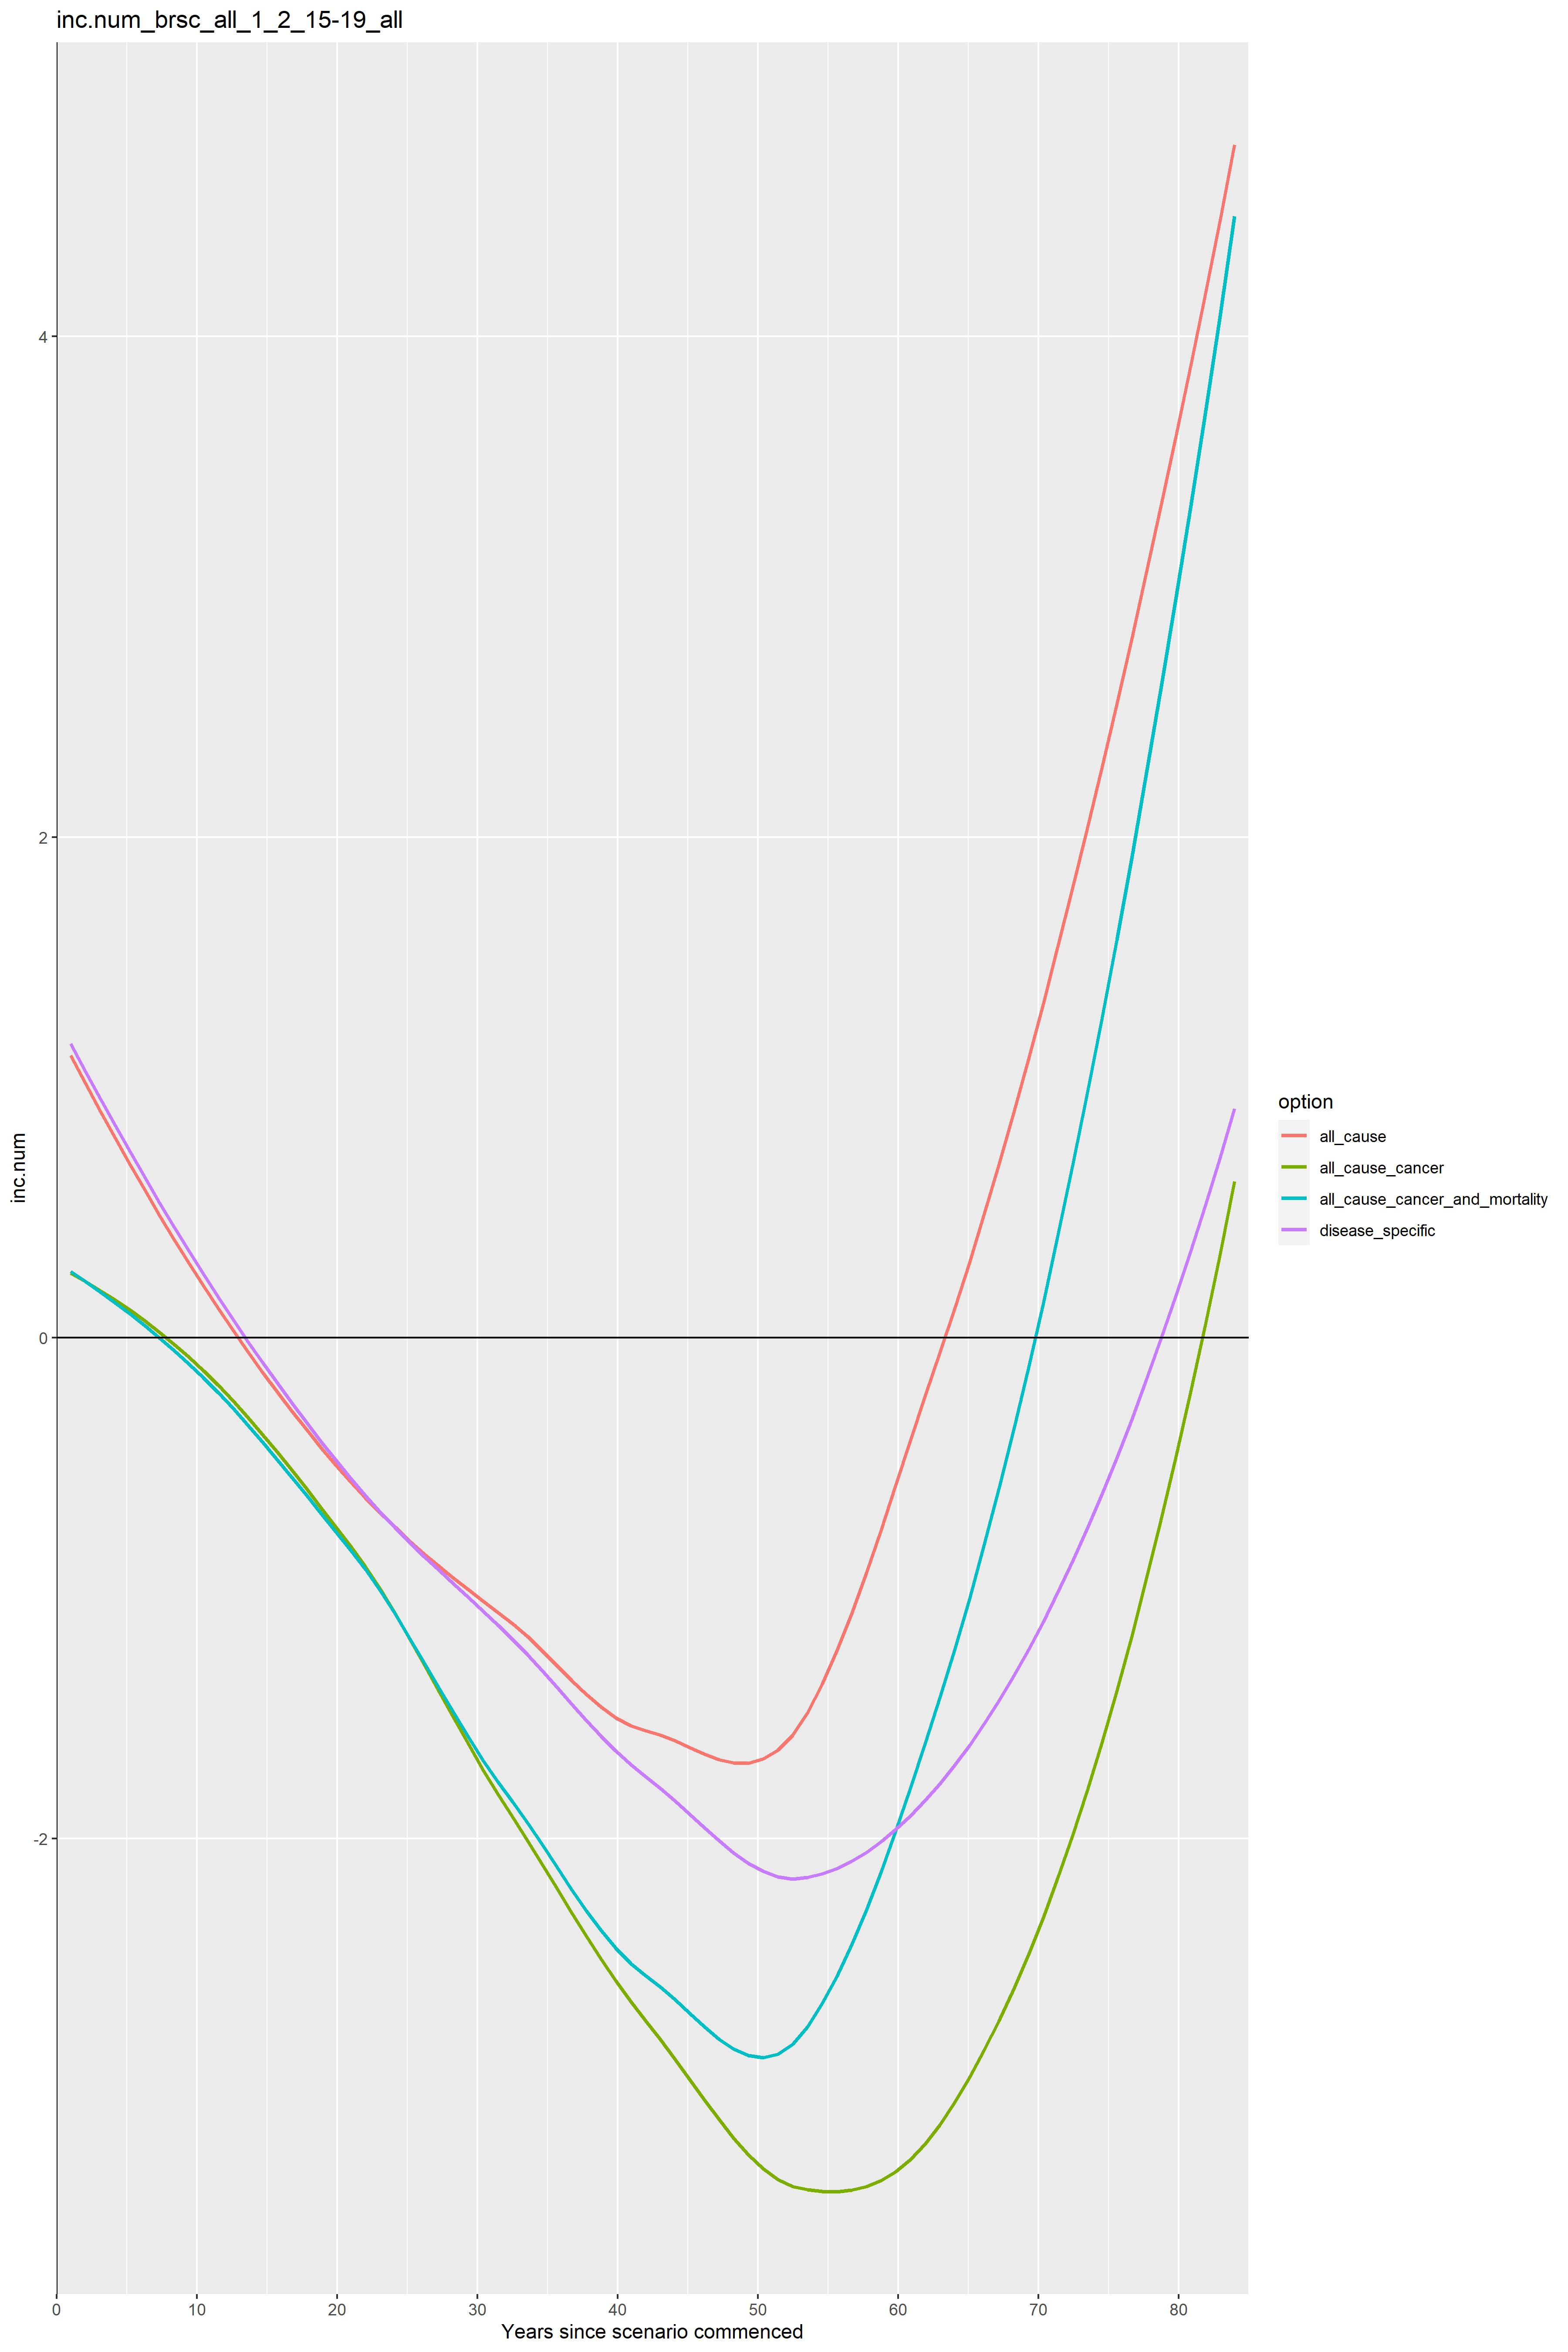 inc.num_brsc_all_1_2_15-19_all
4
2
0
-2
inc.num
0 10 20 30 40 50 60 70 80
Years since scenario commenced
option
all_cause
all_cause_cancer
all_cause_cancer_and_mortality
disease_specific